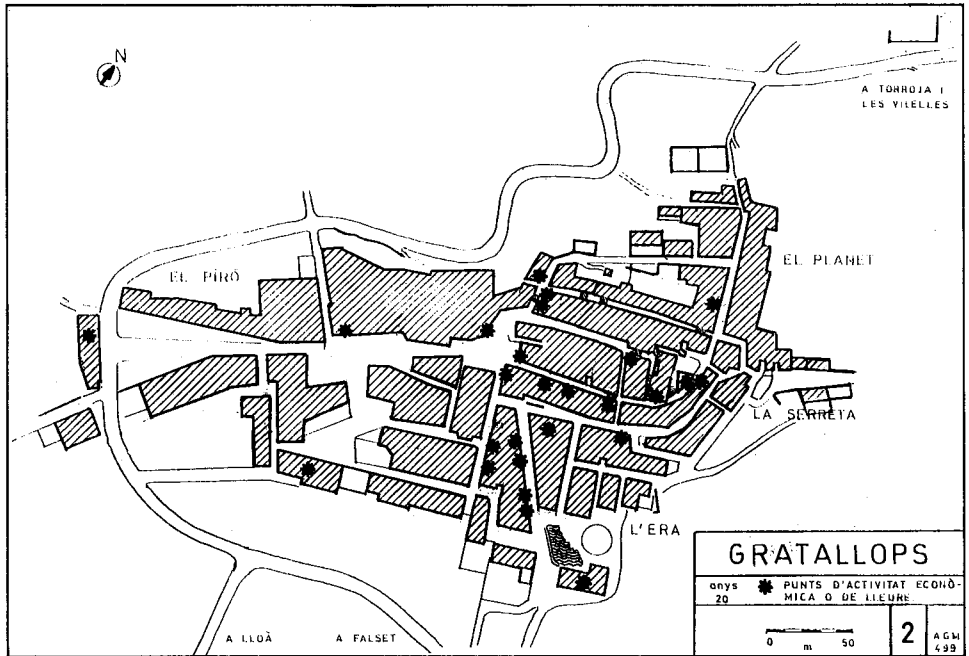 N
A TORROJA I
LES VILELLES
EL PIRÓ
EL PLANET
LA SERRETA
L'ERA
A LLOÀ
A FALSET
GRATALLOPS
anys
20
PUNTS D'ACTIVITAT ECONÒ-
MICA O DE LLEURE.
0 m 50
2
AGM
499